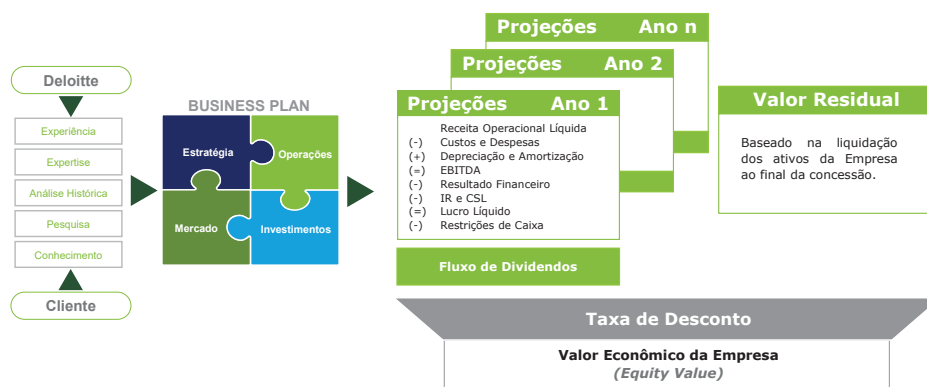 Deloitte
Experiência
Expertise
Análise Histórica
Pesquisa
Conhecimento
Cliente
BUSINESS PLAN
Estratégia
Operações
Mercado
Investimentos
Projeções Ano n
Projeções Ano 2
Projeções Ano 1
Receita Operacional Líquida
(-) Custos e Despesas
(+) Depreciação e Amortização
(=) EBITDA
(-) Resultado Financeiro
(-) IR e CSL
(=) Lucro Líquido
(-) Restrições de Caixa
Fluxo de Dividendos
Valor Residual
Baseado na liquidação
dos ativos da Empresa
ao final da concessão.
Taxa de Desconto
Valor Econômico da Empresa
(Equity Value)